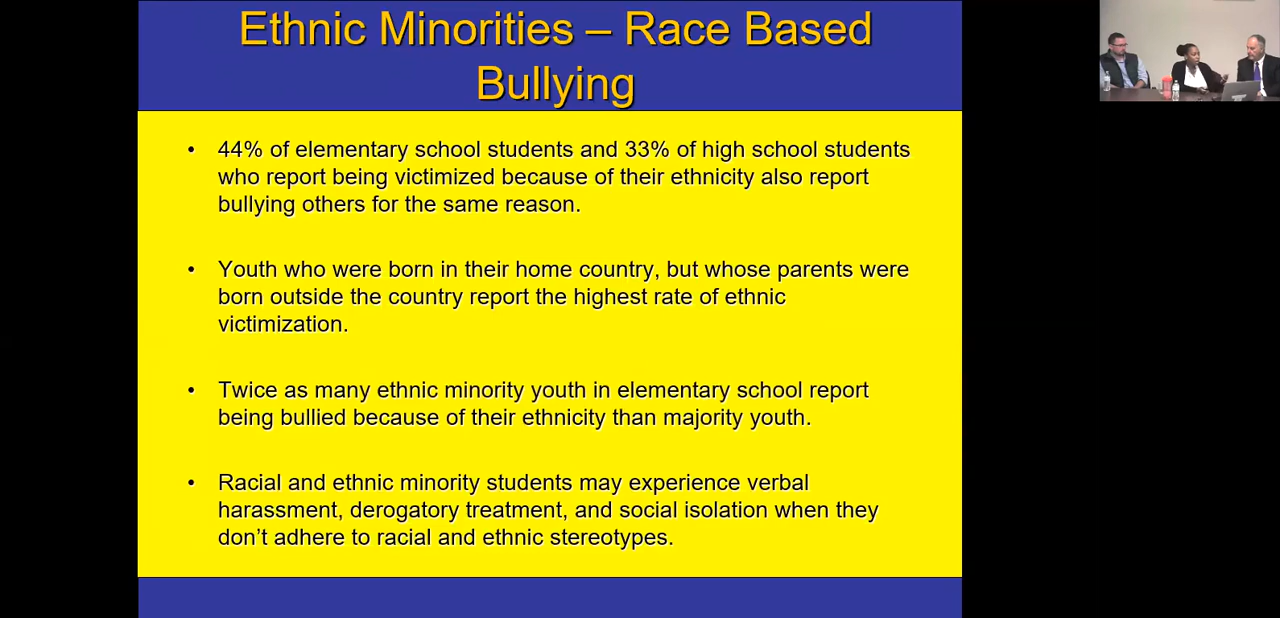 Ethnic Minorities – Race Based
Bullying
• 44% of elementary school students and 33% of high school students
who report being victimized because of their ethnicity also report
bullying others for the same reason.
• Youth who were born in their home country, but whose parents were
born outside the country report the highest rate of ethnic
victimization.
• Twice as many ethnic minority youth in elementary school report
being bullied because of their ethnicity than majority youth.
• Racial and ethnic minority students may experience verbal
harassment, derogatory treatment, and social isolation when they
don’t adhere to racial and ethnic stereotypes.